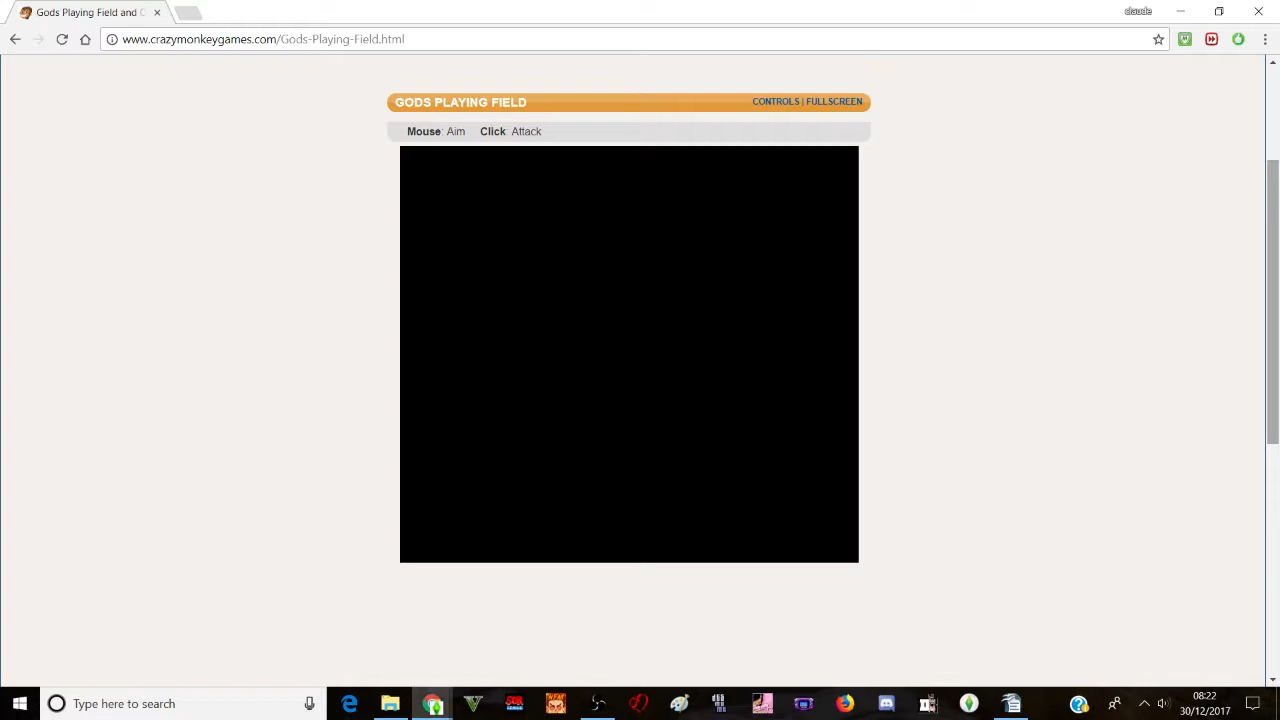 Gods Playing Field and C
claude
www.crazymonkeygames.com/Gods-Playing-Field.html
GODS PLAYING FIELD
CONTROLS | FULLSCREEN
Mouse: Aim Click: Attack
Type here to search
08:22
30/12/2017